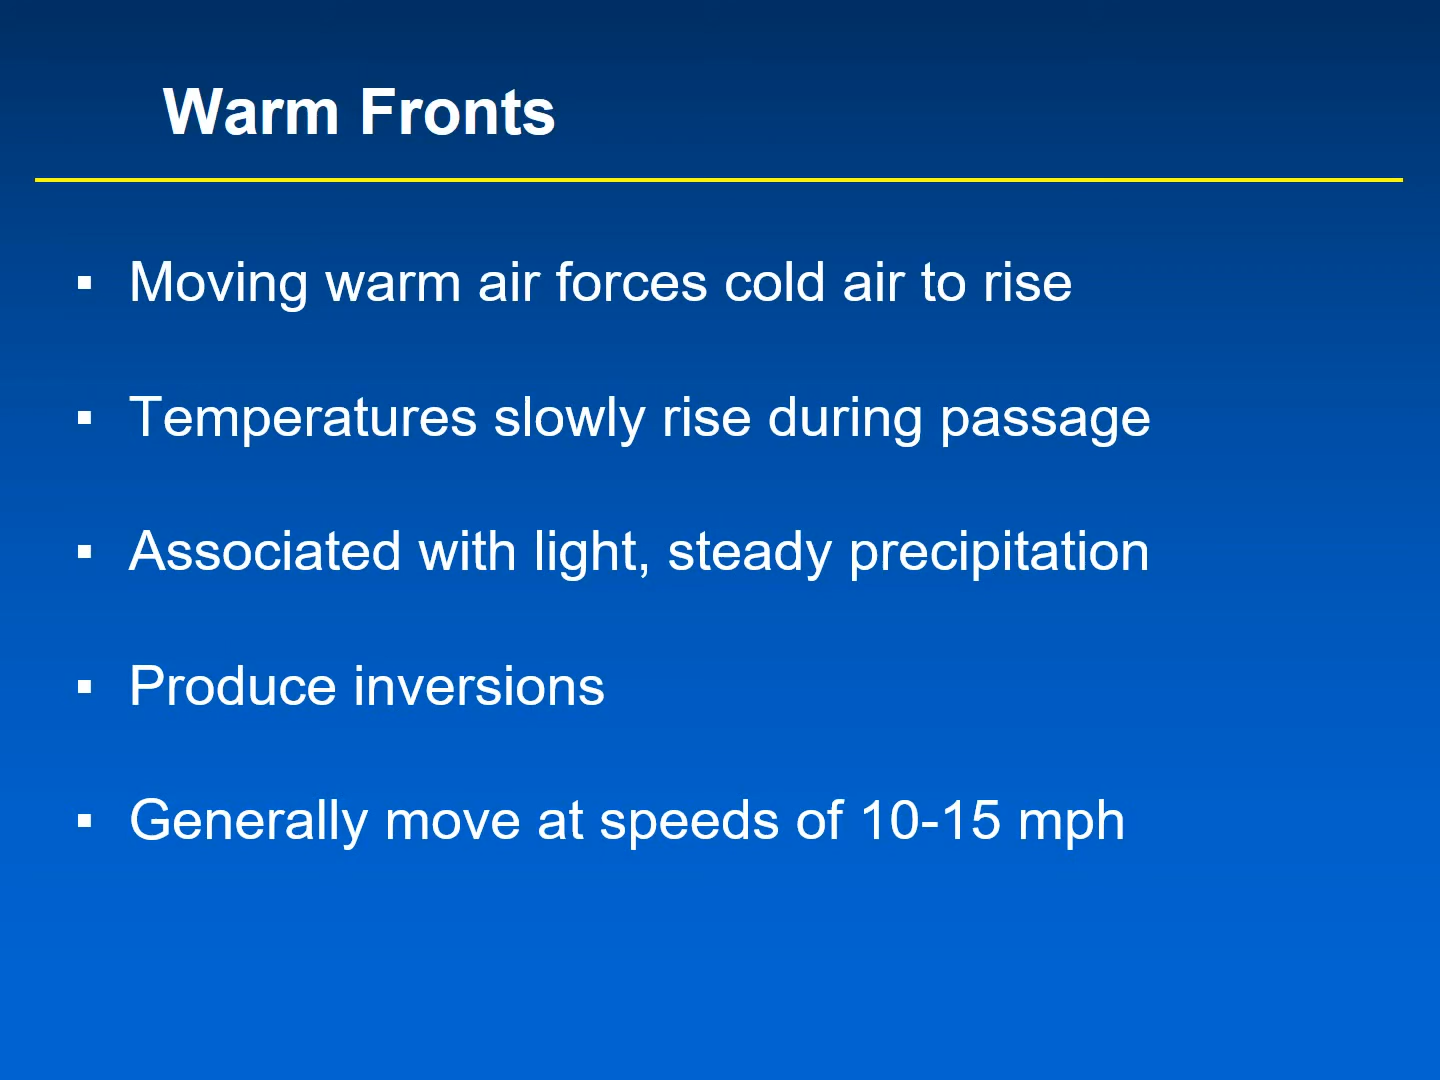 Warm Fronts
▪ Moving warm air forces cold air to rise
▪ Temperatures slowly rise during passage
▪ Associated with light, steady precipitation
▪ Produce inversions
▪ Generally move at speeds of 10-15 mph